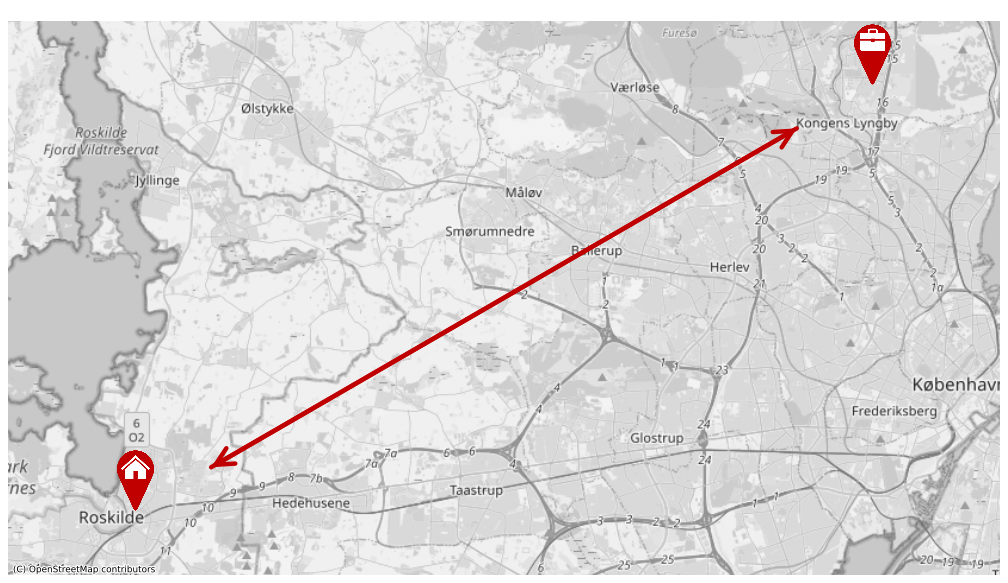 Furesø
15
5
Værløse
16
8
Ølstykke
Kongens Lyngby
Roskilde
Fjord Vildtreservat
7
17
Jyllinge
5
19
19
5
Måløv
5
3
4
20
Smørumnedre
3
2
2
20
2
Ballerup
Herlev
2
1
21
1a
2
2
1
1
1
23
København
4
Frederiksberg
6
O2
4
24
Glostrup
7a
7a
6
6
24
4
ark
nes
8
7b
9
9
Taastrup
Hedehusene
10
1
1
Roskilde
10
3
3
2
2
11
25
25
20
19
19
(C) OpenStreetMap contributors
T